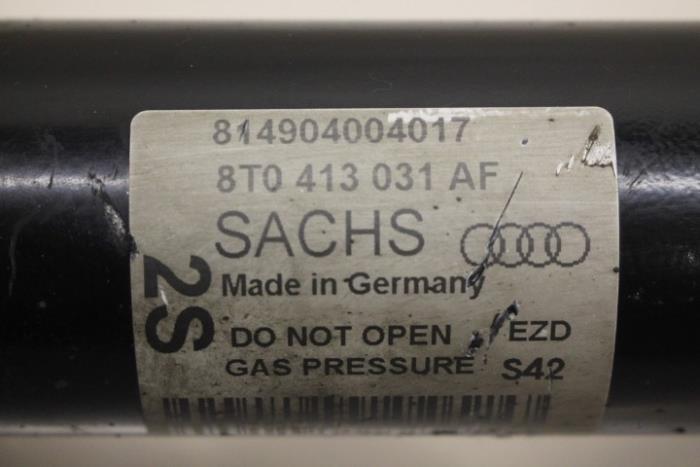 814904004017
8T0 413 031 AF
SACHS
Made in Germany
2S
DO NOT OPEN EZD
GAS PRESSURE S42